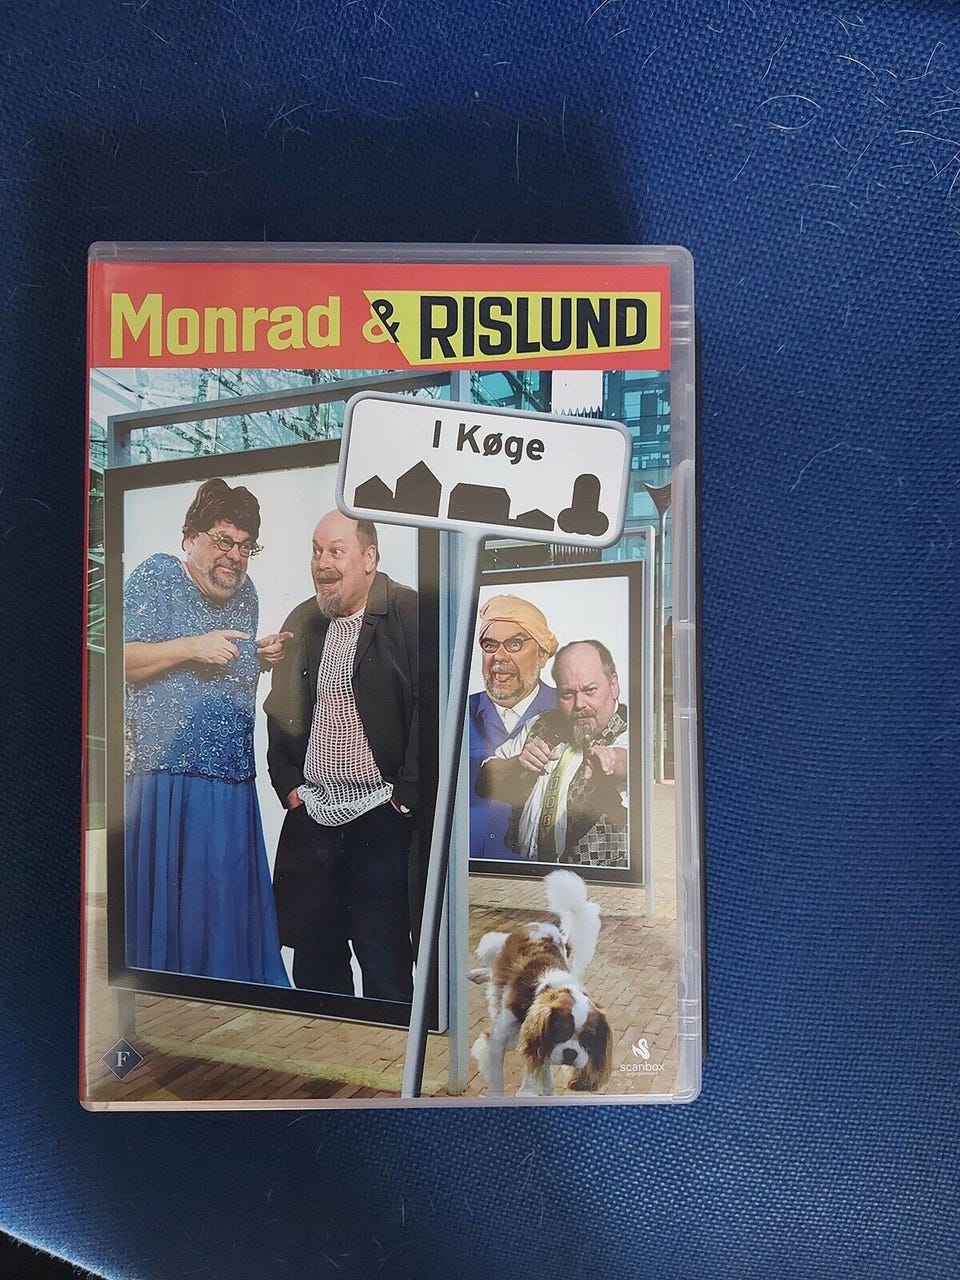 Monrad & RISLUND
I Køge
F
scanbox